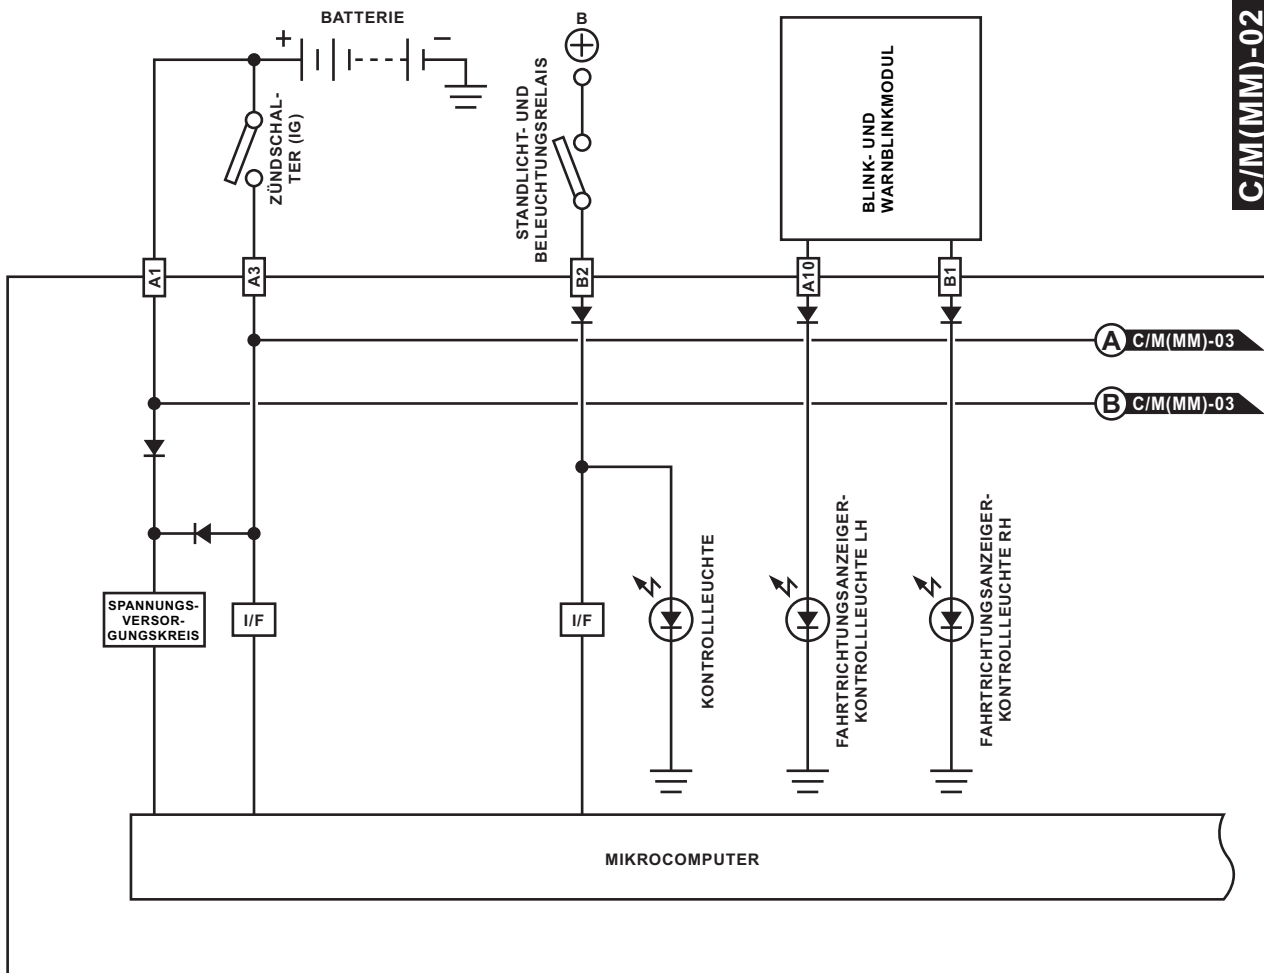 C/M(MM)-02
BATTERIE
+
–
B
ZÜNDSCHAL-
TER (IG)
STANDLICHT- UND
BELEUCHTUNGSRELAIS
BLINK- UND
WARNBLINKMODUL
A1
A3
B2
A10
B1
A C/M(MM)-03
B C/M(MM)-03
SPANNUNGS-
VERSOR-
GUNGSKREIS
I/F
I/F
KONTROLLLEUCHTE
FAHRTRICHTUNGSANZEIGER-
KONTROLLLEUCHTE LH
FAHRTRICHTUNGSANZEIGER-
KONTROLLLEUCHTE RH
MIKROCOMPUTER